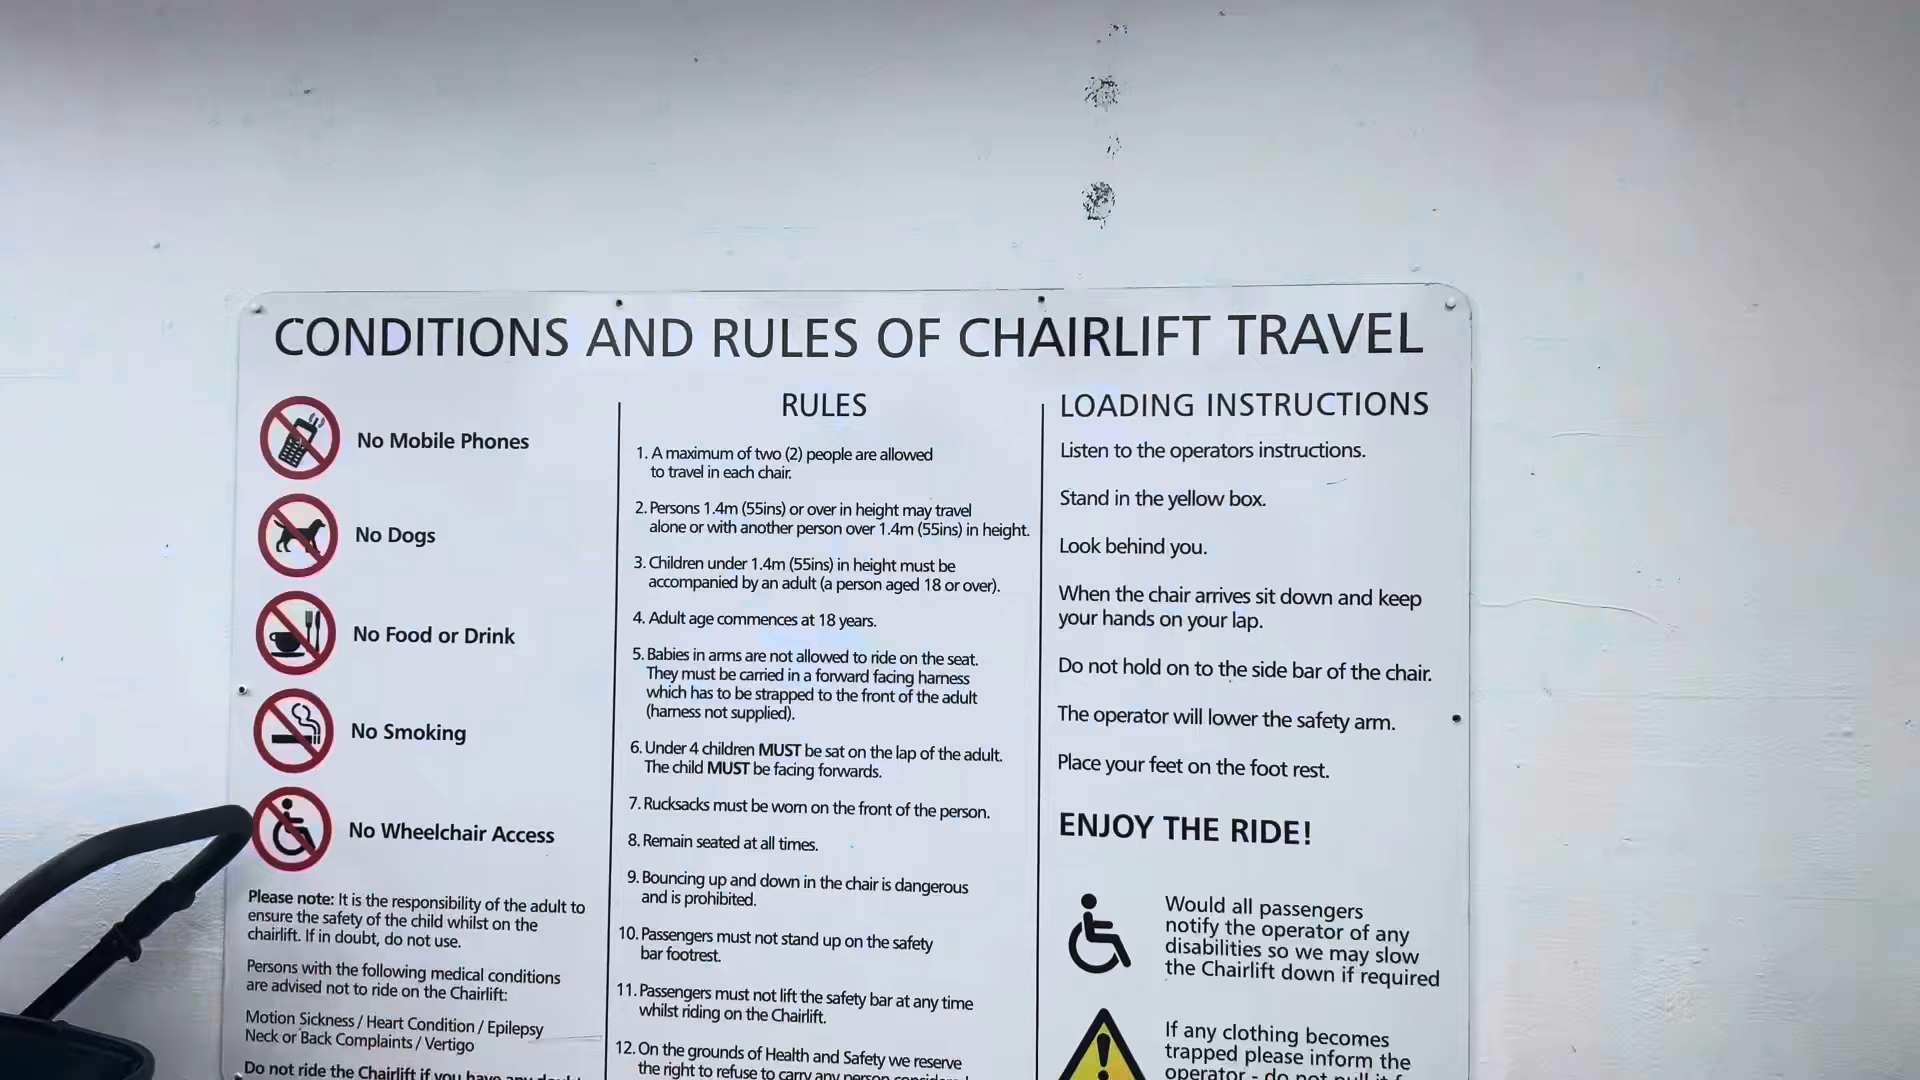 CONDITIONS AND RULES OF CHAIRLIFT TRAVEL
No Mobile Phones
No Dogs
No Food or Drink
No Smoking
No Wheelchair Access
Please note: It is the responsibility of the adult to
ensure the safety of the child whilst on the
chairlift. If in doubt, do not use.
Persons with the following medical conditions
are advised not to ride on the Chairlift:
Motion Sickness / Heart Condition / Epilepsy
Neck or Back Complaints / Vertigo
Do not ride the Chairlift if you have any
RULES
1. A maximum of two (2) people are allowed
to travel in each chair.
2. Persons 1.4m (55ins) or over in height may travel
alone or with another person over 1.4m (55ins) in height.
3. Children under 1.4m (55ins) in height must be
accompanied by an adult (a person aged 18 or over).
4. Adult age commences at 18 years.
5. Babies in arms are not allowed to ride on the seat.
They must be carried in a forward facing harness
which has to be strapped to the front of the adult
(harness not supplied).
6. Under 4 children MUST be sat on the lap of the adult.
The child MUST be facing forwards.
7. Rucksacks must be worn on the front of the person.
8. Remain seated at all times.
9. Bouncing up and down in the chair is dangerous
and is prohibited.
10. Passengers must not stand up on the safety
bar footrest.
11. Passengers must not lift the safety bar at any time
whilst riding on the Chairlift.
12. On the grounds of Health and Safety we reserve
the right to refuse to carry any person
LOADING INSTRUCTIONS
Listen to the operators instructions.
Stand in the yellow box.
Look behind you.
When the chair arrives sit down and keep
your hands on your lap.
Do not hold on to the side bar of the chair.
The operator will lower the safety arm.
Place your feet on the foot rest.
ENJOY THE RIDE!
Would all passengers
notify the operator of any
disabilities so we may slow
the Chairlift down if required
If any clothing becomes
trapped please inform the
operator - do not pull it